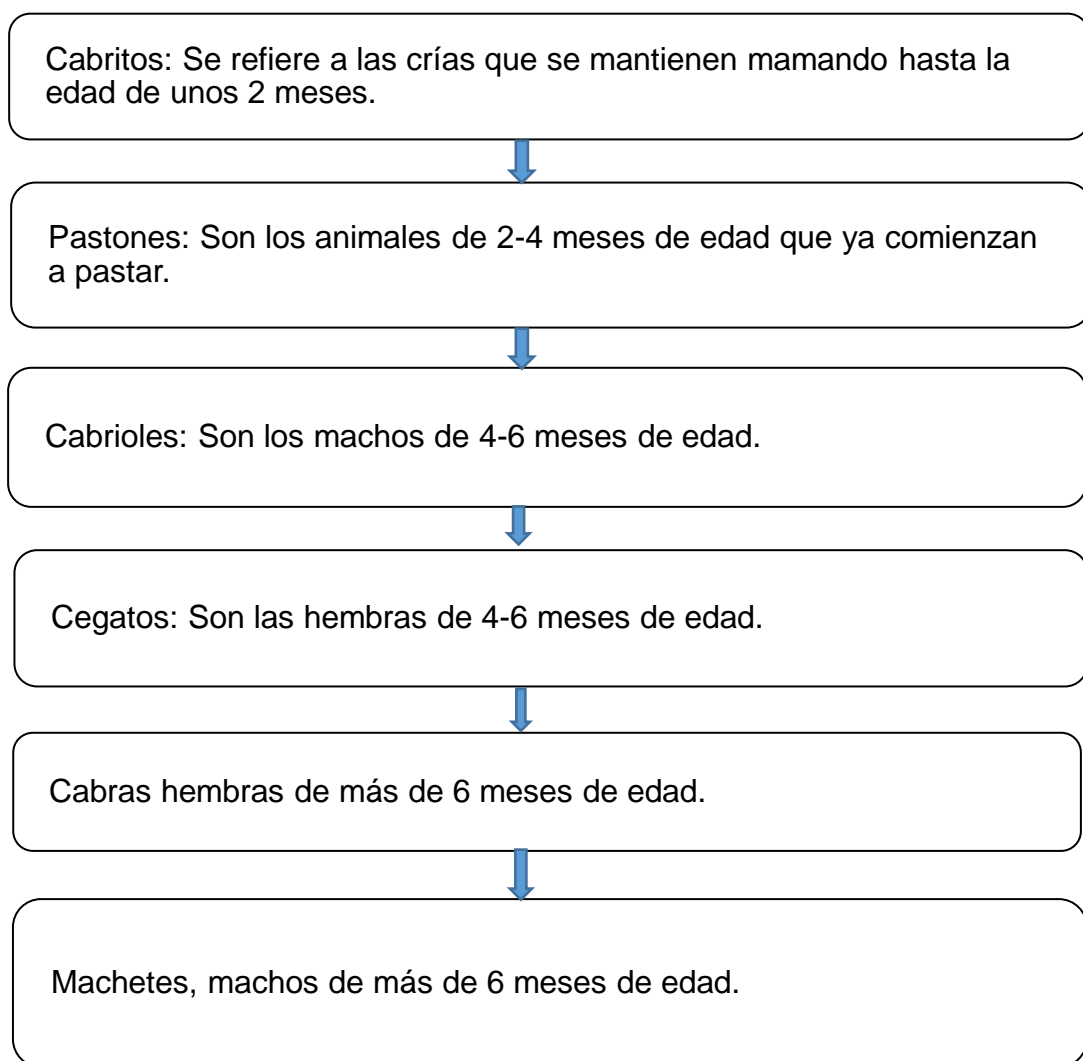 Cabritos: Se refiere a las crías que se mantienen mamando hasta la
edad de unos 2 meses.
Pastones: Son los animales de 2-4 meses de edad que ya comienzan
a pastar.
Cabrioles: Son los machos de 4-6 meses de edad.
Cegatos: Son las hembras de 4-6 meses de edad.
Cabras hembras de más de 6 meses de edad.
Machetes, machos de más de 6 meses de edad.